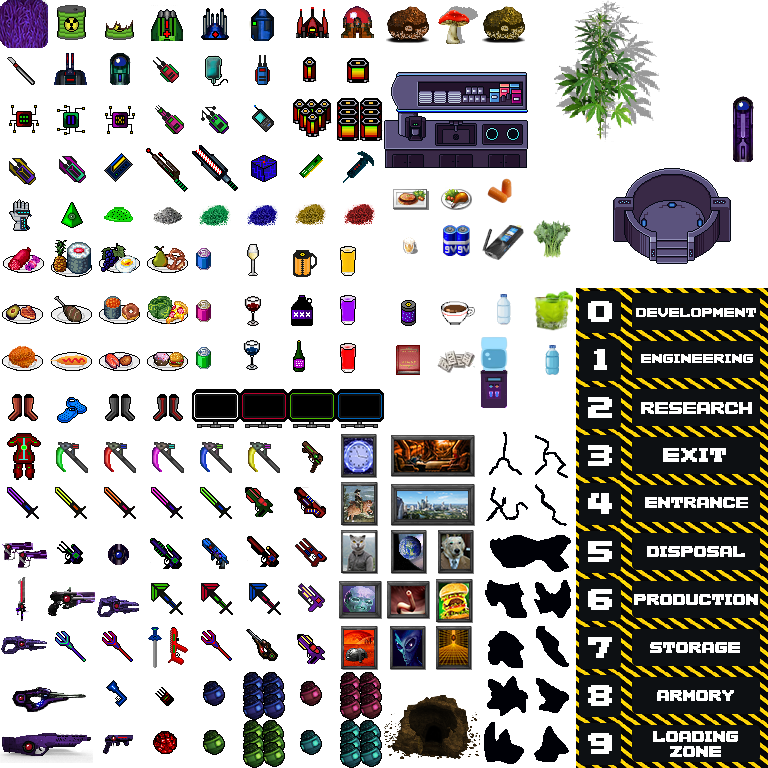 0 DEVELOPMENT
1 ENGINEERING
2 RESEARCH
3 EXIT
4 ENTRANCE
5 DISPOSAL
6 PRODUCTION
7 STORAGE
8 ARMORY
9 LOADING
ZONE